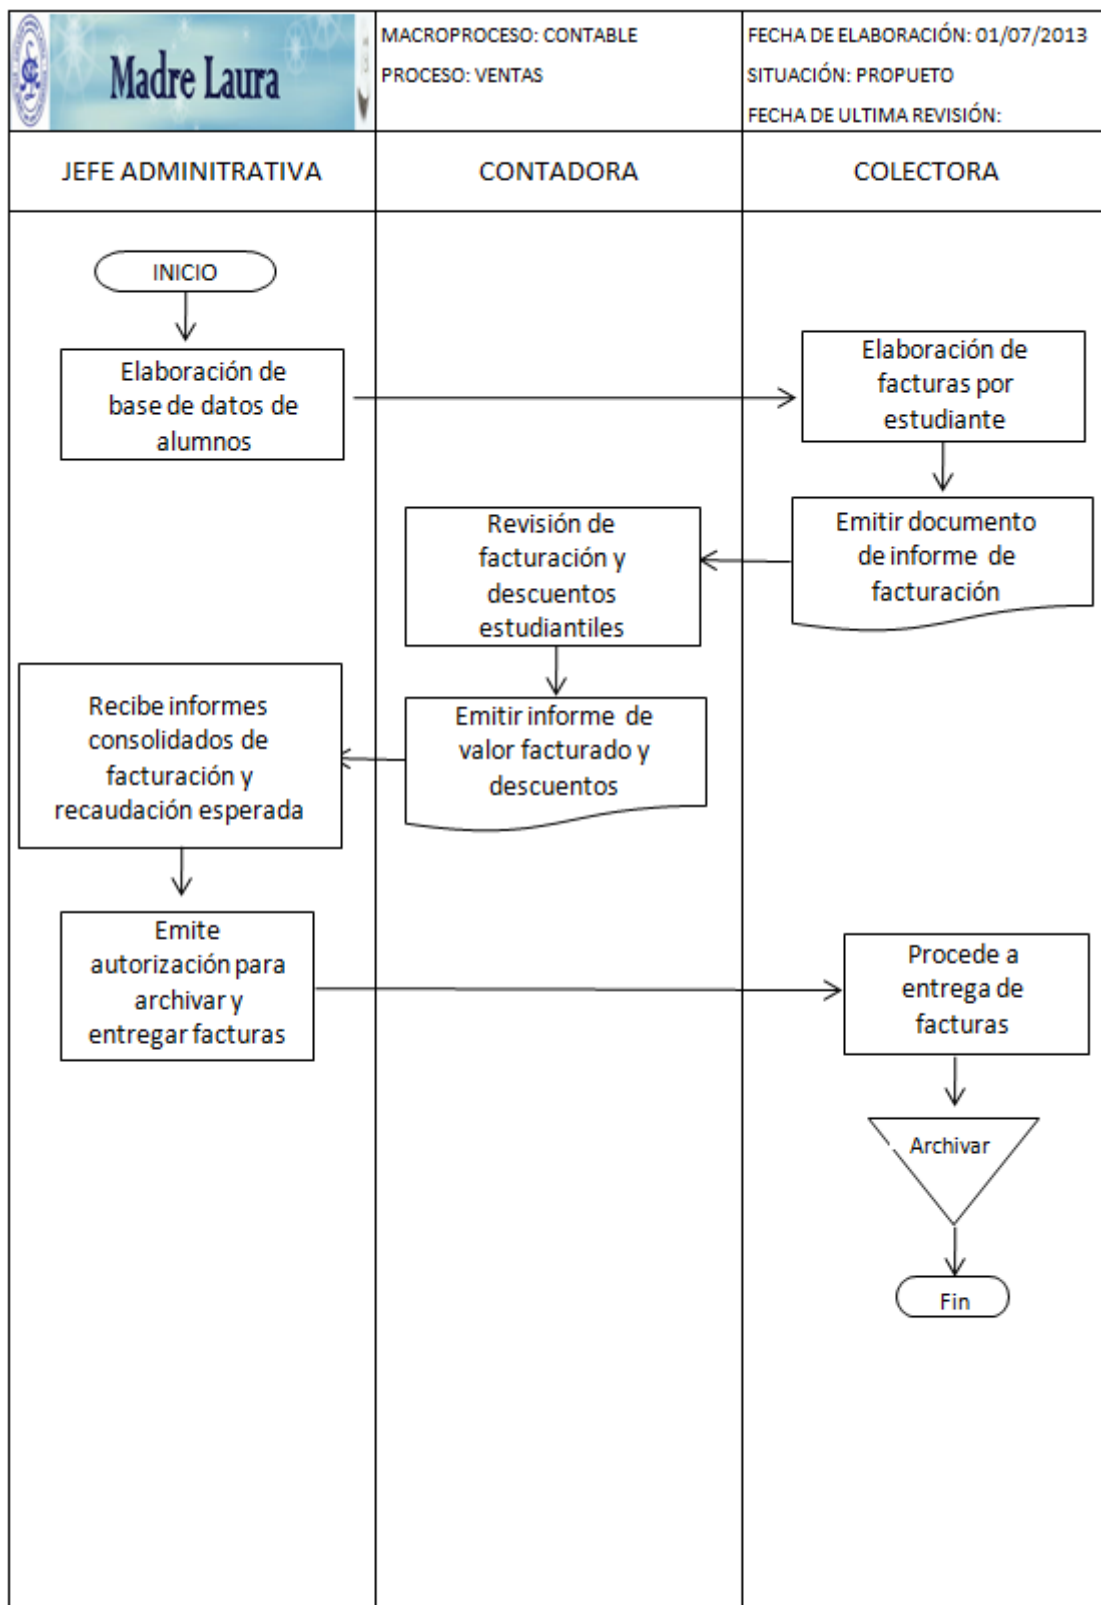 Madre Laura
MACROPROCESO: CONTABLE
PROCESO: VENTAS
FECHA DE ELABORACIÓN: 01/07/2013
SITUACIÓN: PROPUETO
FECHA DE ULTIMA REVISIÓN:
JEFE ADMINITRATIVA
CONTADORA
COLECTORA
INICIO
Elaboración de
base de datos de
alumnos
Elaboración de
facturas por
estudiante
Emitir documento
de informe de
facturación
Revisión de
facturación y
descuentos
estudiantiles
Emitir informe de
valor facturado y
descuentos
Recibe informes
consolidados de
facturación y
recaudación esperada
Emite
autorización para
archivar y
entregar facturas
Procede a
entrega de
facturas
Archivar
Fin